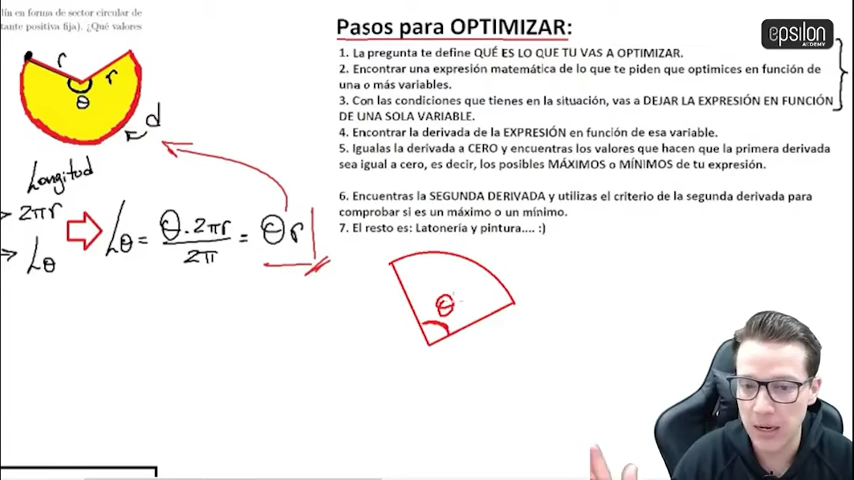 lín en forma de sector circular de
tante positiva fija). ¿Qué valores
r
r
θ
d
Longitud
2πr
Lθ
Lθ = θ.2πr / 2π = θr
Pasos para OPTIMIZAR:
1. La pregunta te define QUÉ ES LO QUE TU VAS A OPTIMIZAR.
2. Encontrar una expresión matemática de lo que te piden que optimices en función de
una o más variables.
3. Con las condiciones que tienes en la situación, vas a DEJAR LA EXPRESIÓN EN FUNCIÓN
DE UNA SOLA VARIABLE.
4. Encontrar la derivada de la EXPRESIÓN en función de esa variable.
5. Igualas la derivada a CERO y encuentras los valores que hacen que la primera derivada
sea igual a cero, es decir, los posibles MÁXIMOS o MÍNIMOS de tu expresión.
6. Encuentras la SEGUNDA DERIVADA y utilizas el criterio de la segunda derivada para
comprobar si es un máximo o un mínimo.
7. El resto es: Latonería y pintura.... :)
θ
epsilon
ACADEMY